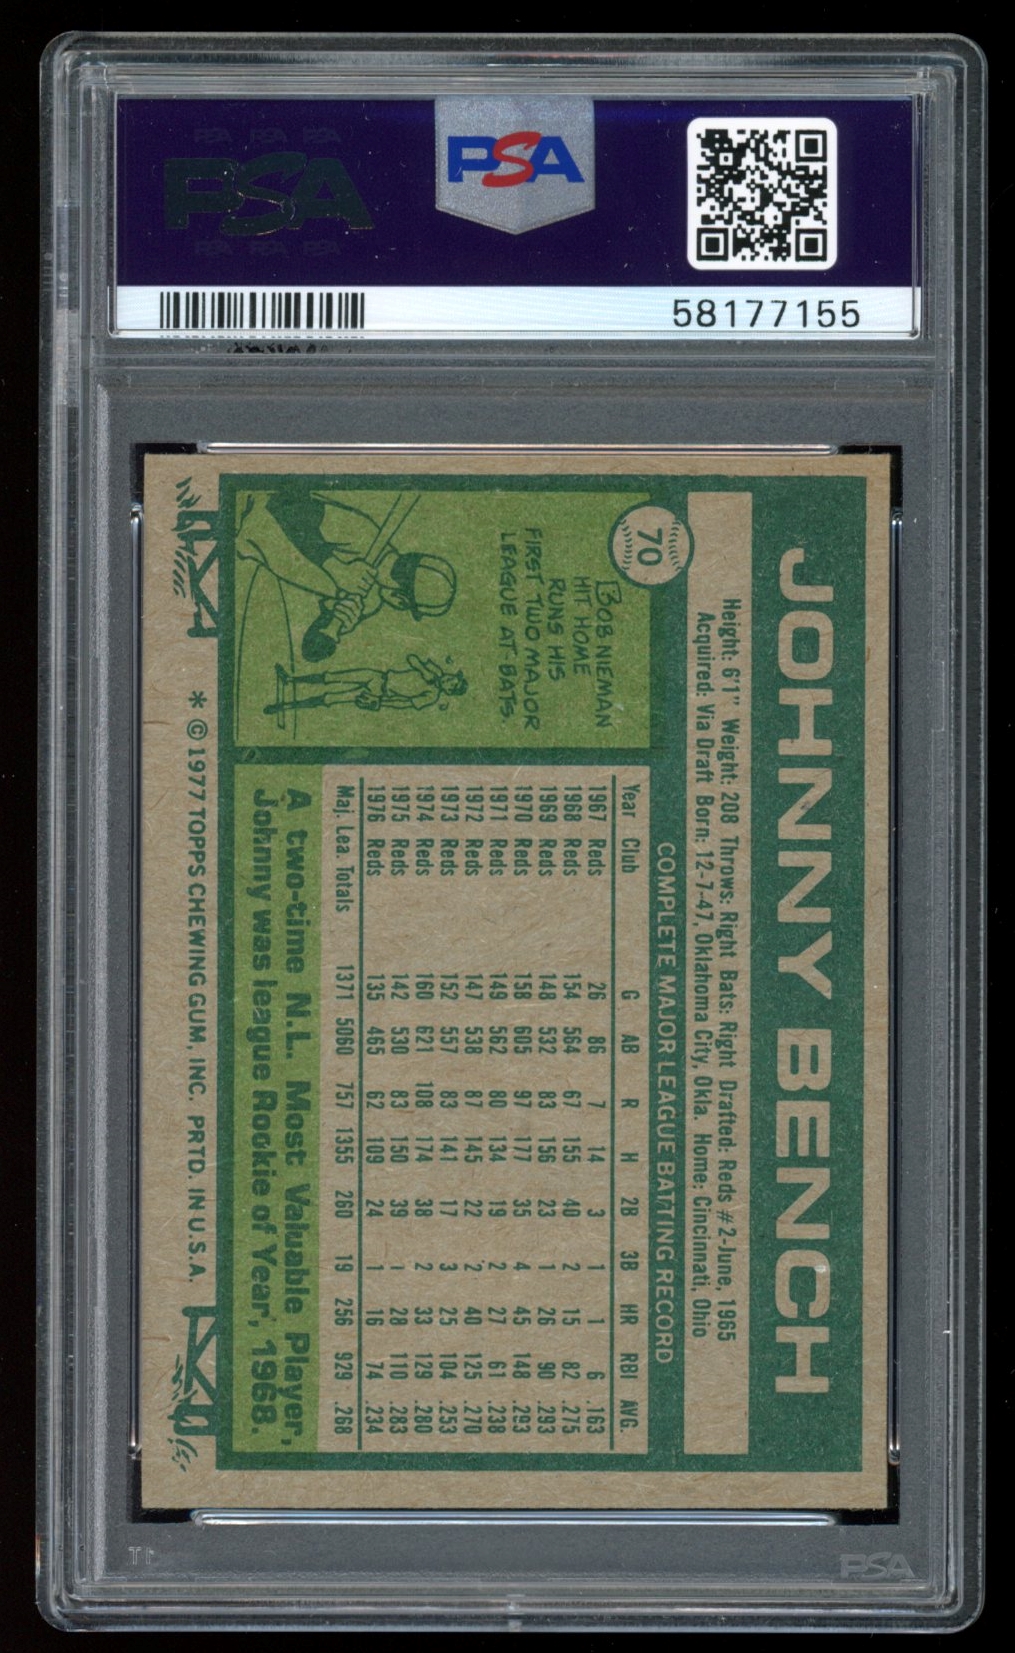 PSA PSA PSA
PSA
PSA PSA PSA
PSA
58177155
JOHNNY BENCH
70
Height: 6'1" Weight: 208 Throws: Right Bats: Right Drafted: Reds #2-June, 1965
Acquired: Via Draft Born: 12-7-47, Oklahoma City, Okla. Home: Cincinnati, Ohio
BOB NIEMAN
HIT HOME
RUNS HIS
FIRST TWO MAJOR
LEAGUE AT BATS.
COMPLETE MAJOR LEAGUE BATTING RECORD
Year Club G AB R H 2B 3B HR RBI AVG.
1967 Reds 26 86 7 14 3 1 1 6 .163
1968 Reds 154 564 67 155 40 2 15 82 .275
1969 Reds 148 532 83 156 23 1 26 90 .293
1970 Reds 158 605 97 177 35 4 45 148 .293
1971 Reds 149 562 80 134 19 2 27 61 .238
1972 Reds 147 538 87 145 22 2 40 125 .270
1973 Reds 152 557 83 141 17 3 25 104 .253
1974 Reds 160 621 108 174 38 2 33 129 .280
1975 Reds 142 530 83 150 39 1 28 110 .283
1976 Reds 135 465 62 109 24 1 16 74 .234
Maj. Lea. Totals 1371 5060 757 1355 260 19 256 929 .268
A two-time N.L. Most Valuable Player,
Johnny was league Rookie of Year, 1968.
* © 1977 TOPPS CHEWING GUM, INC. PRTD. IN U.S.A.
PSA